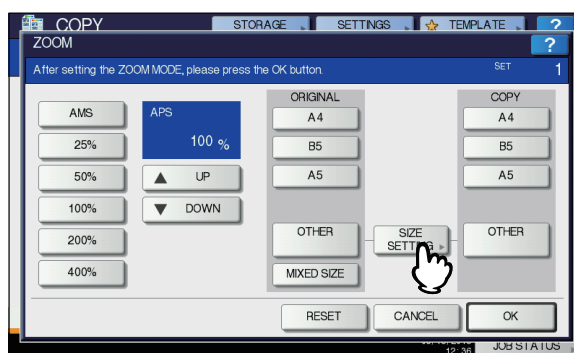 COPY
STORAGE SETTINGS TEMPLATE ?
ZOOM ?
After setting the ZOOM MODE, please press the OK button. SET 1
ORIGINAL COPY
AMS APS A4 A4
25% 100 % B5 B5
50% UP A5 A5
100% DOWN
200% OTHER SIZE SETTING OTHER
400% MIXED SIZE
RESET CANCEL OK
12:36 JOB STATUS